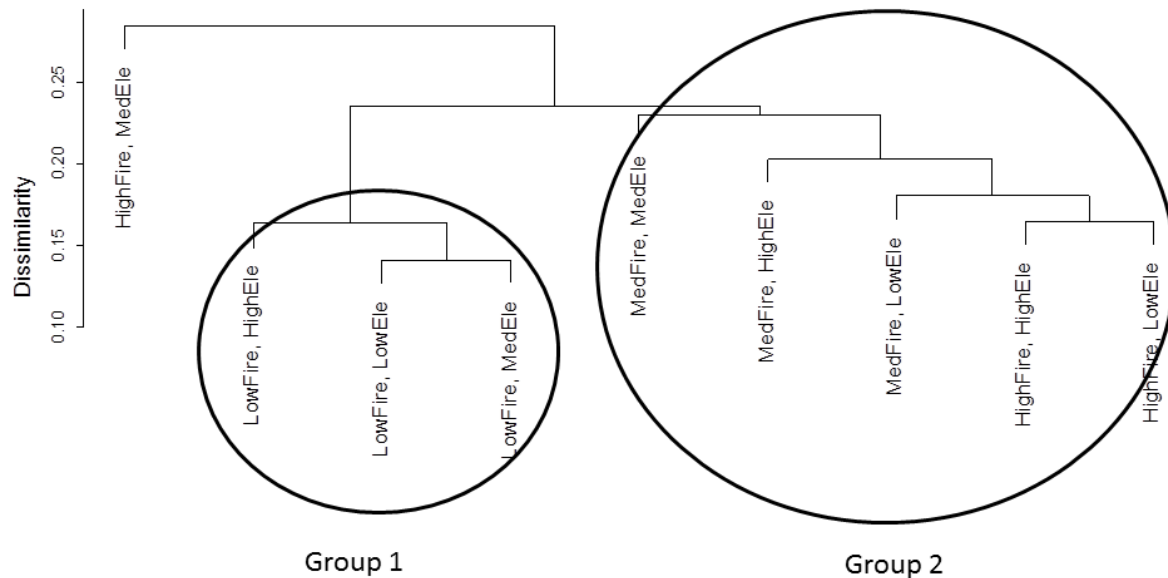 Dissimilarity
0.25
0.20
0.15
0.10
HighFire, MedEle
LowFire, HighEle
LowFire, LowEle
LowFire, MedEle
MedFire, MedEle
MedFire, HighEle
MedFire, LowEle
HighFire, HighEle
HighFire, LowEle
Group 1
Group 2